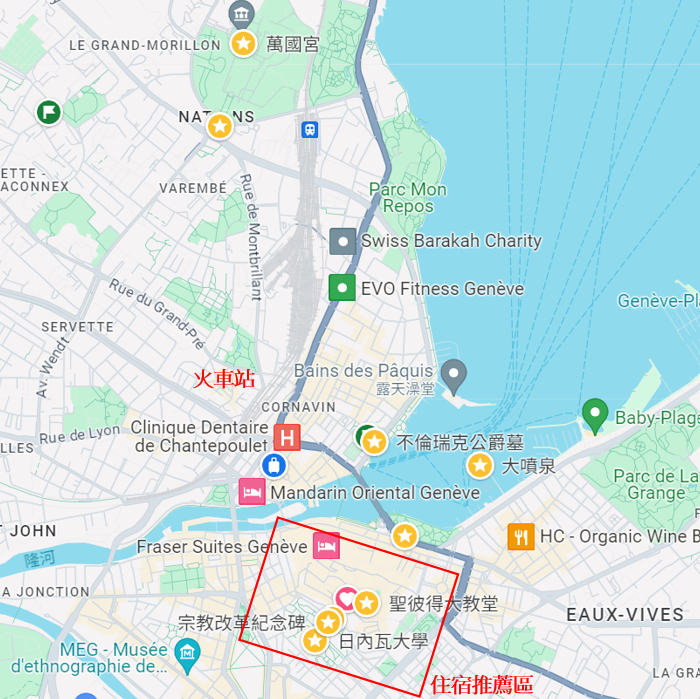 LE GRAND-MORILLON
萬國宮
NATIONS
ETTE -
ACONNEX
VAREMBÉ
Rue de Montbrillant
Parc Mon
Repos
Swiss Barakah Charity
EVO Fitness Genève
Genève-Pl
Rue du Grand-Pré
SERVETTE
Av. Wendt
火車站
Bains des Pâquis
露天澡堂
CORNAVIN
Clinique Dentaire
de Chantepoulet
H
Rue de Lyon
LLES
不倫瑞克公爵墓
Baby-Plage
大噴泉
Parc de La
Grange
Mandarin Oriental Genève
T JOHN
Fraser Suites Genève
HC - Organic Wine B
隆河
A JONCTION
聖彼得大教堂
宗教改革紀念碑
日內瓦大學
EAUX-VIVES
MEG - Musée
d'ethnographie de...
住宿推薦區
LA GR